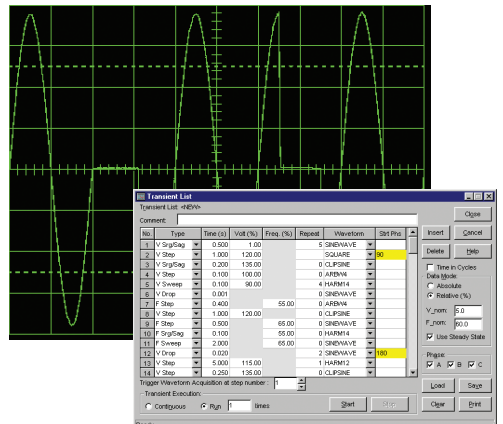 Transient List
Transient List: <NEW>
Comment:
Close
No. Type Time (s) Volt (%) Freq. (%) Repeat Waveform Strt Phs
Insert Cancel
1 V Srg/Sag 0.500 1.00 5 SINEWAVE
2 V Step 1.000 120.00 SQUARE 90
Delete Help
3 V Srg/Sag 0.200 135.00 0 CLIPSINE
4 V Step 0.100 100.00 0 ARBW4
Time in Cycles
5 V Sweep 0.100 90.00 4 HARM14
Data Mode:
6 V Drop 0.001 0 SINEWAVE
Absolute
7 F Step 0.400 55.00 0 ARBW4
Relative (%)
8 V Step 1.000 120.00 0 CLIPSINE
V_nom: 5.0
9 F Step 0.500 65.00 0 SINEWAVE
F_nom: 60.0
10 F Srg/Sag 0.100 55.00 0 HARM14
11 F Sweep 2.000 65.00 0 SINEWAVE
Use Steady State
12 V Drop 0.020 2 SINEWAVE 180
13 V Step 5.000 115.00 1 HARM12
Phase:
14 V Step 0.250 135.00 0 CLIPSINE
A B C
Trigger Waveform Acquisition at step number: 1
Load Save
Transient Execution:
Contiguous Run 1 times Start Stop
Clear Print